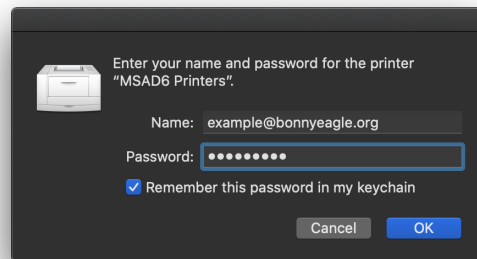 Enter your name and password for the printer
“MSAD6 Printers”.
Name: example@bonnyeagle.org
Password: •••••••••
Remember this password in my keychain
Cancel OK